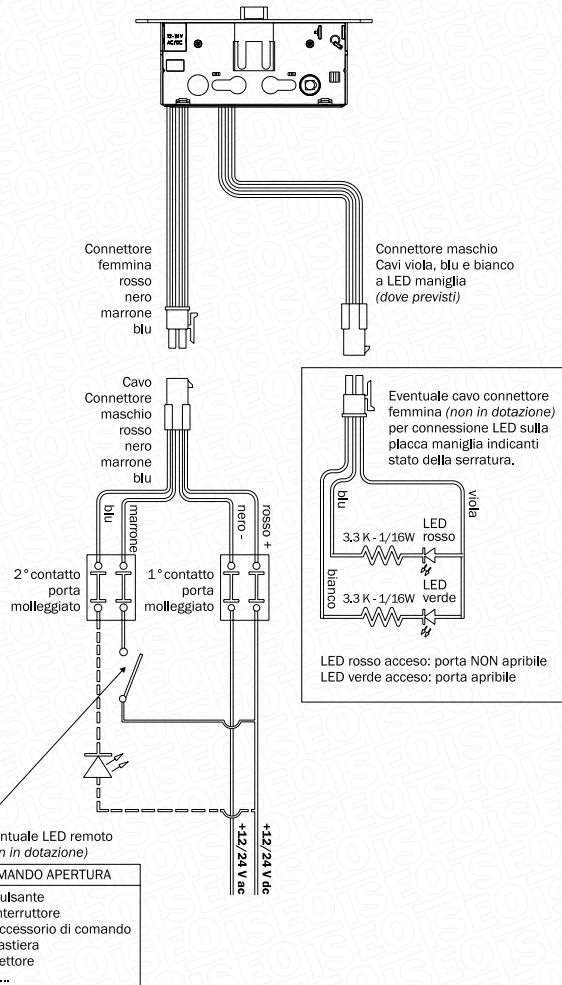 12-24V
AC/DC
Connettore
femmina
rosso
nero
marrone
blu
Connettore maschio
Cavi viola, blu e bianco
a LED maniglia
(dove previsti)
Cavo
Connettore
maschio
rosso
nero
marrone
blu
Eventuale cavo connettore
femmina (non in dotazione)
per connessione LED sulla
placca maniglia indicanti
stato della serratura.
blu
viola
bianco
3.3 K - 1/16W
LED
rosso
3.3 K - 1/16W
LED
verde
LED rosso acceso: porta NON apribile
LED verde acceso: porta apribile
blu
marrone
nero -
rosso +
2° contatto
porta
molleggiato
1° contatto
porta
molleggiato
+12/24 V ac
+12/24 V dc
ntuale LED remoto
n in dotazione)
MANDO APERTURA
ulsante
nterruttore
ccessorio di comando
astiera
ettore